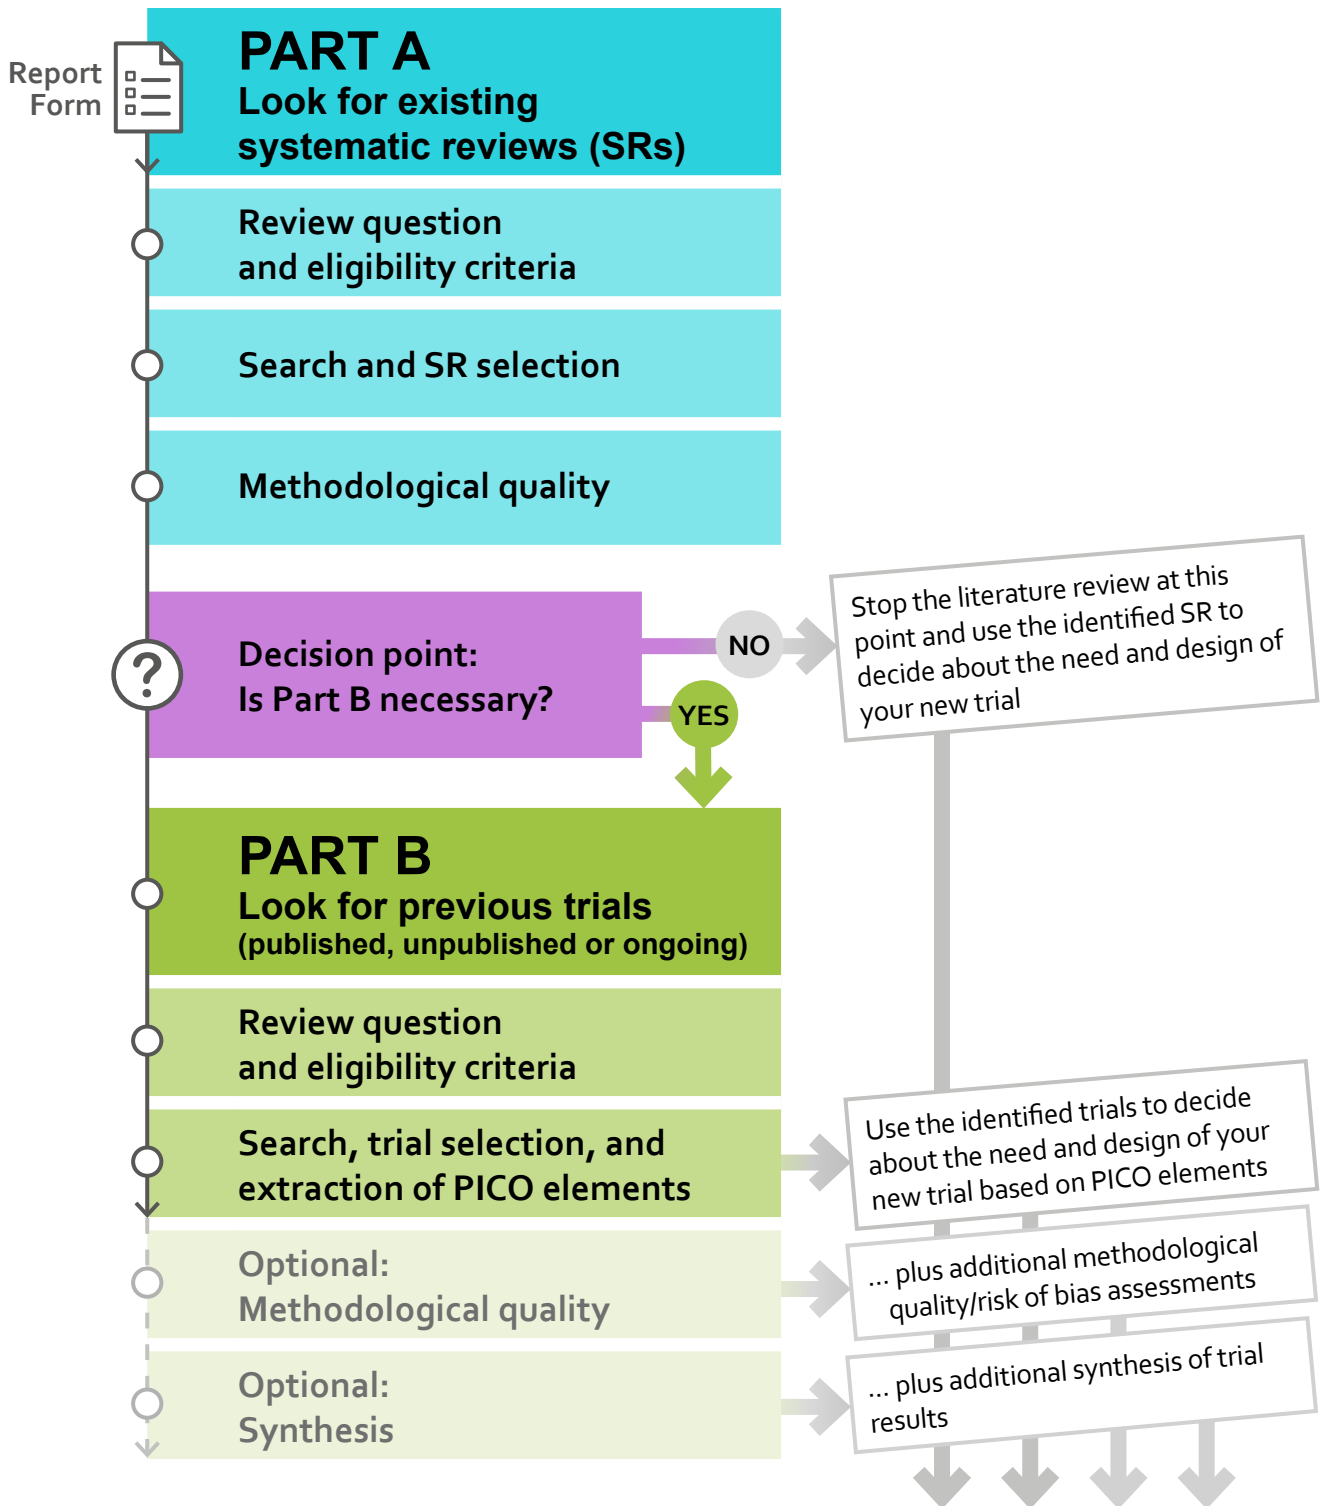 Report
Form
PART A
Look for existing
systematic reviews (SRs)
Review question
and eligibility criteria
Search and SR selection
Methodological quality
?
Decision point:
Is Part B necessary?
NO
YES
Stop the literature review at this
point and use the identified SR to
decide about the need and design of
your new trial
PART B
Look for previous trials
(published, unpublished or ongoing)
Review question
and eligibility criteria
Search, trial selection, and
extraction of PICO elements
Use the identified trials to decide
about the need and design of your
new trial based on PICO elements
Optional:
Methodological quality
... plus additional methodological
quality/risk of bias assessments
Optional:
Synthesis
... plus additional synthesis of trial
results